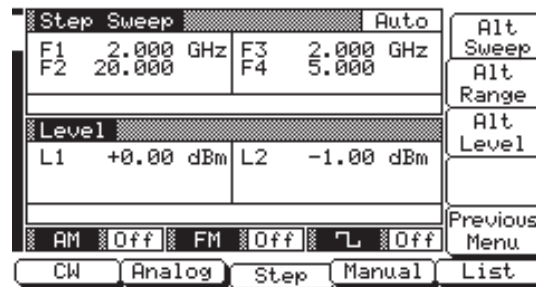 Step Sweep Auto
F1 2.000 GHz F3 2.000 GHz
F2 20.000 F4 5.000
Level
L1 +0.00 dBm L2 -1.00 dBm
AM Off FM Off Off
Alt
Sweep
Alt
Range
Alt
Level
Previous
Menu
CW Analog Step Manual List